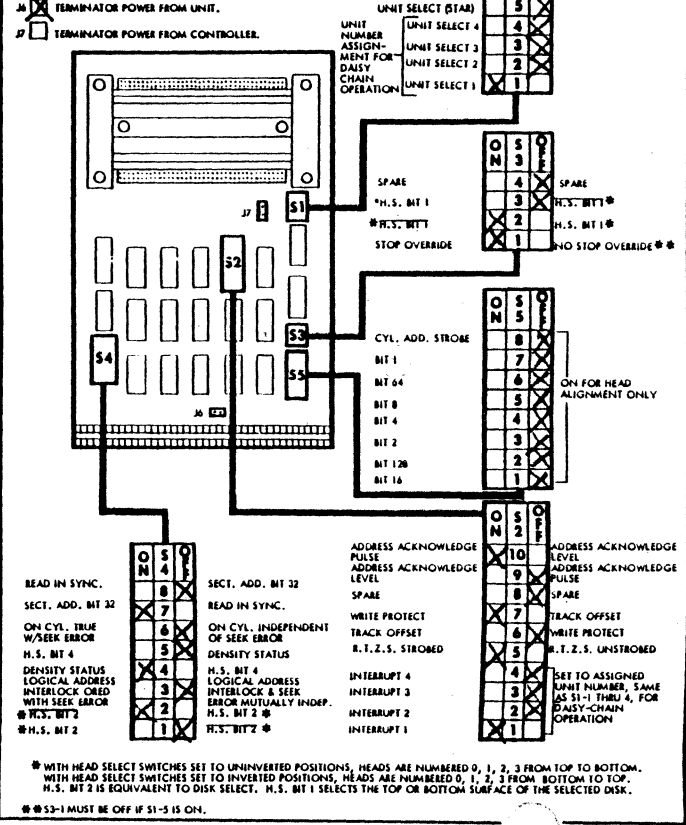 J6 TERMINATOR POWER FROM UNIT.
J7 TERMINATOR POWER FROM CONTROLLER.
UNIT SELECT (STAR)
UNIT SELECT 4
UNIT SELECT 3
UNIT SELECT 2
UNIT SELECT 1
UNIT
NUMBER
ASSIGN-
MENT FOR
DAISY
CHAIN
OPERATION
5
4
3
2
1
J7
S1
S2
S3
S4
S5
J6
ON S3 OFF
SPARE 4 SPARE
*H.S. BIT 1 3 H.S. BIT 1 *
* H.S. BIT 1 2 H.S. BIT 1 *
STOP OVERRIDE 1 NO STOP OVERRIDE * *
ON S5 OFF
CYL. ADD. STROBE 8
BIT 1 7
BIT 64 6
BIT 8 5
BIT 4 4
BIT 2 3
BIT 128 2
BIT 16 1
ON FOR HEAD
ALIGNMENT ONLY
ON S2 OFF
ADDRESS ACKNOWLEDGE
PULSE
10
ADDRESS ACKNOWLEDGE
LEVEL
ADDRESS ACKNOWLEDGE
LEVEL
9
ADDRESS ACKNOWLEDGE
PULSE
SPARE 8 SPARE
WRITE PROTECT 7 TRACK OFFSET
TRACK OFFSET 6 WRITE PROTECT
R.T.Z.S. STROBED 5 R.T.Z.S. UNSTROBED
INTERRUPT 4 4
INTERRUPT 3 3
INTERRUPT 2 2
INTERRUPT 1 1
SET TO ASSIGNED
UNIT NUMBER, SAME
AS S1-1 THRU 4, FOR
DAISY-CHAIN
OPERATION
ON S4 OFF
READ IN SYNC. 8 SECT. ADD. BIT 32
SECT. ADD. BIT 32 7 READ IN SYNC.
ON CYL. TRUE
W/SEEK ERROR
6
ON CYL. INDEPENDENT
OF SEEK ERROR
H.S. BIT 4 5 DENSITY STATUS
DENSITY STATUS 4 H.S. BIT 4
LOGICAL ADDRESS
INTERLOCK ORED
WITH SEEK ERROR
3
LOGICAL ADDRESS
INTERLOCK & SEEK
ERROR MUTUALLY INDEP.
* H.S. BIT 2 2 H.S. BIT 2 *
* H.S. BIT 2 1 H.S. BIT 2 *
* WITH HEAD SELECT SWITCHES SET TO UNINVERTED POSITIONS, HEADS ARE NUMBERED 0, 1, 2, 3 FROM TOP TO BOTTOM.
WITH HEAD SELECT SWITCHES SET TO INVERTED POSITIONS, HEADS ARE NUMBERED 0, 1, 2, 3 FROM BOTTOM TO TOP.
H.S. BIT 2 IS EQUIVALENT TO DISK SELECT. H.S. BIT 1 SELECTS THE TOP OR BOTTOM SURFACE OF THE SELECTED DISK.
* * S3-1 MUST BE OFF IF S1-5 IS ON.